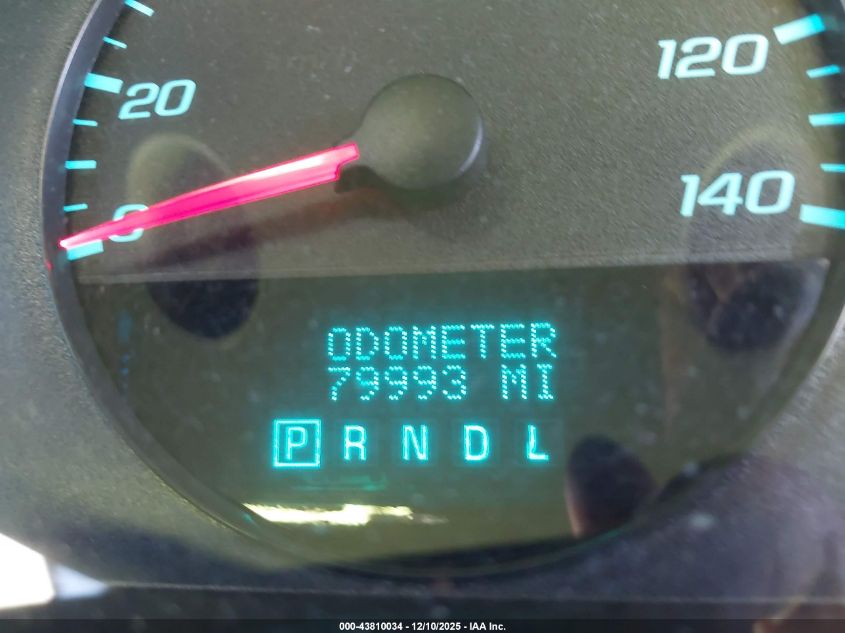 120
20
140
0
ODOMETER
79993 MI
P R N D L
000-43810034 - 12/10/2025 - IAA Inc.